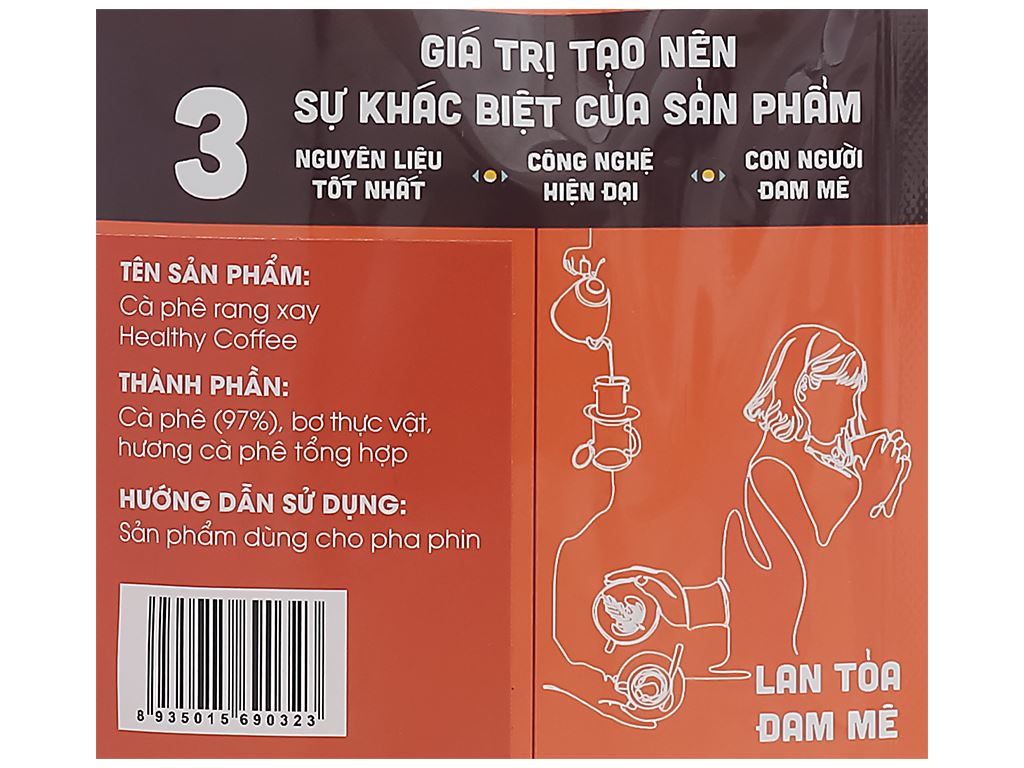 GIÁ TRỊ TẠO NÊN
3
SỰ KHÁC BIỆT CỦA SẢN PHẨM
NGUYÊN LIỆU
TỐT NHẤT
CÔNG NGHỆ
HIỆN ĐẠI
CON NGƯỜI
ĐAM MÊ
TÊN SẢN PHẨM:
Cà phê rang xay
Healthy Coffee
THÀNH PHẦN:
Cà phê (97%), bơ thực vật,
hương cà phê tổng hợp
HƯỚNG DẪN SỬ DỤNG:
Sản phẩm dùng cho pha phin
8 935015 690323
LAN TỎA
ĐAM MÊ